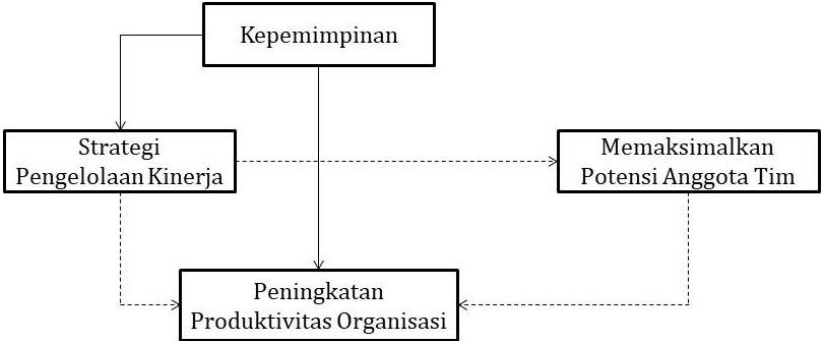 Kepemimpinan
Strategi
Pengelolaan Kinerja
Memaksimalkan
Potensi Anggota Tim
Peningkatan
Produktivitas Organisasi